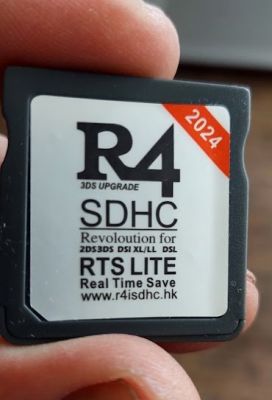 2024
R4
3DS UPGRADE
SDHC
Revoloution for
2DS3DS DSI XL/LL DSL
RTS LITE
Real Time Save
www.r4isdhc.hk